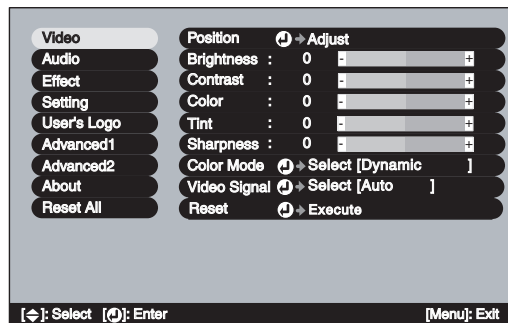 Video
Audio
Effect
Setting
User's Logo
Advanced1
Advanced2
About
Reset All
Position Adjust
Brightness : 0 - +
Contrast : 0 - +
Color : 0 - +
Tint : 0 - +
Sharpness : 0 - +
Color Mode Select [Dynamic ]
Video Signal Select [Auto ]
Reset Execute
[ ]: Select [ ]: Enter [Menu]: Exit